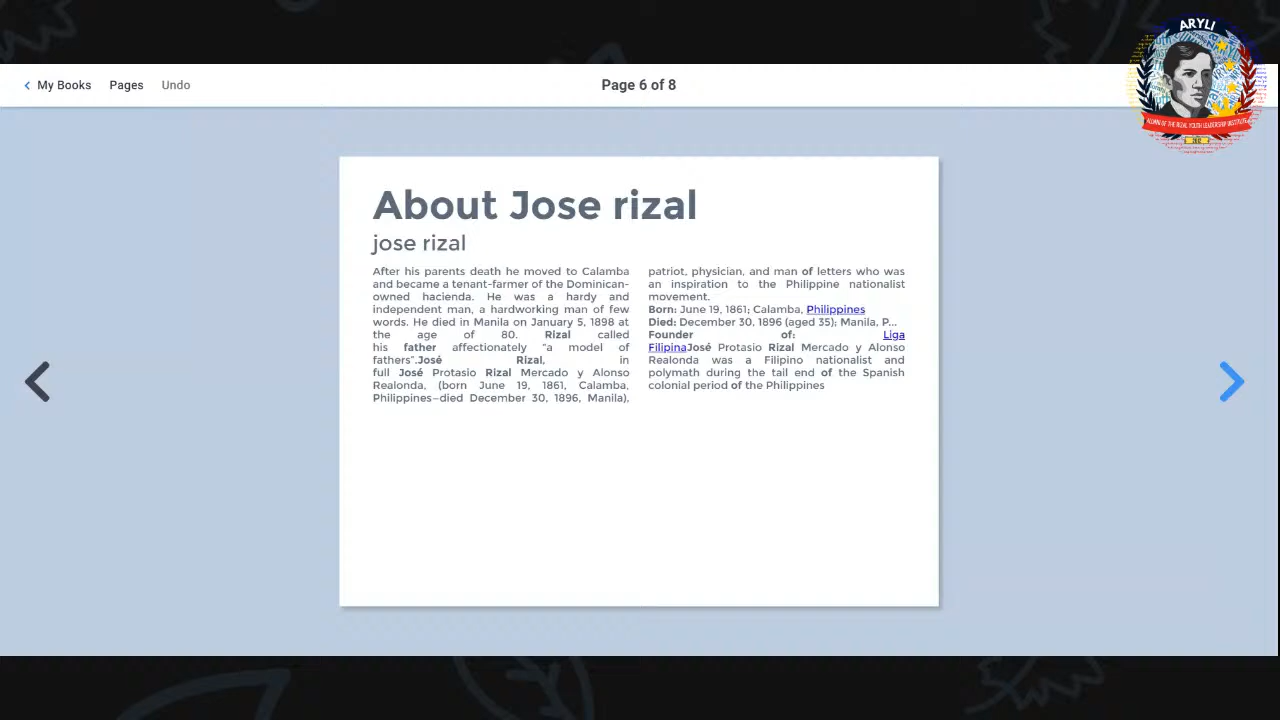 ARYLI
My Books Pages Undo
Page 6 of 8
ALUMNI OF THE RIZAL YOUTH LEADERSHIP INSTITUTE
About Jose rizal
jose rizal
After his parents death he moved to Calamba
and became a tenant-farmer of the Dominican-
owned hacienda. He was a hardy and
independent man, a hardworking man of few
words. He died in Manila on January 5, 1898 at
the age of 80. Rizal called
his father affectionately "a model of
fathers".José Rizal, in
full José Protasio Rizal Mercado y Alonso
Realonda, (born June 19, 1861, Calamba,
Philippines—died December 30, 1896, Manila),
patriot, physician, and man of letters who was
an inspiration to the Philippine nationalist
movement.
Born: June 19, 1861; Calamba, Philippines
Died: December 30, 1896 (aged 35); Manila, P...
Founder of: Liga
FilipinaJosé Protasio Rizal Mercado y Alonso
Realonda was a Filipino nationalist and
polymath during the tail end of the Spanish
colonial period of the Philippines